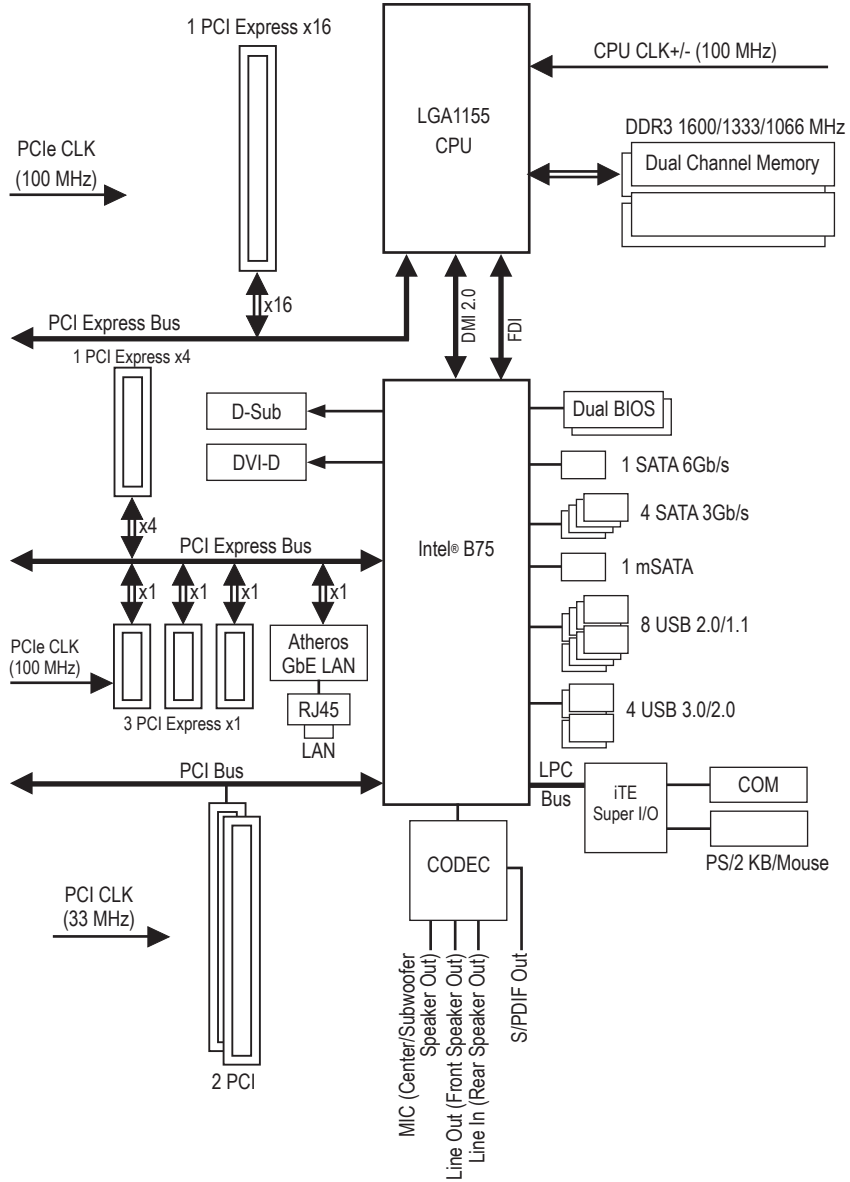 1 PCI Express x16
CPU CLK+/- (100 MHz)
LGA1155
CPU
DDR3 1600/1333/1066 MHz
Dual Channel Memory
PCIe CLK
(100 MHz)
x16
PCI Express Bus
DMI 2.0
FDI
1 PCI Express x4
D-Sub
DVI-D
Dual BIOS
1 SATA 6Gb/s
4 SATA 3Gb/s
1 mSATA
8 USB 2.0/1.1
4 USB 3.0/2.0
Intel® B75
x4
PCI Express Bus
x1
x1
x1
x1
PCIe CLK
(100 MHz)
3 PCI Express x1
Atheros
GbE LAN
RJ45
LAN
PCI Bus
LPC
Bus
iTE
Super I/O
COM
PS/2 KB/Mouse
CODEC
PCI CLK
(33 MHz)
2 PCI
MIC (Center/Subwoofer
Speaker Out)
Line Out (Front Speaker Out)
Line In (Rear Speaker Out)
S/PDIF Out